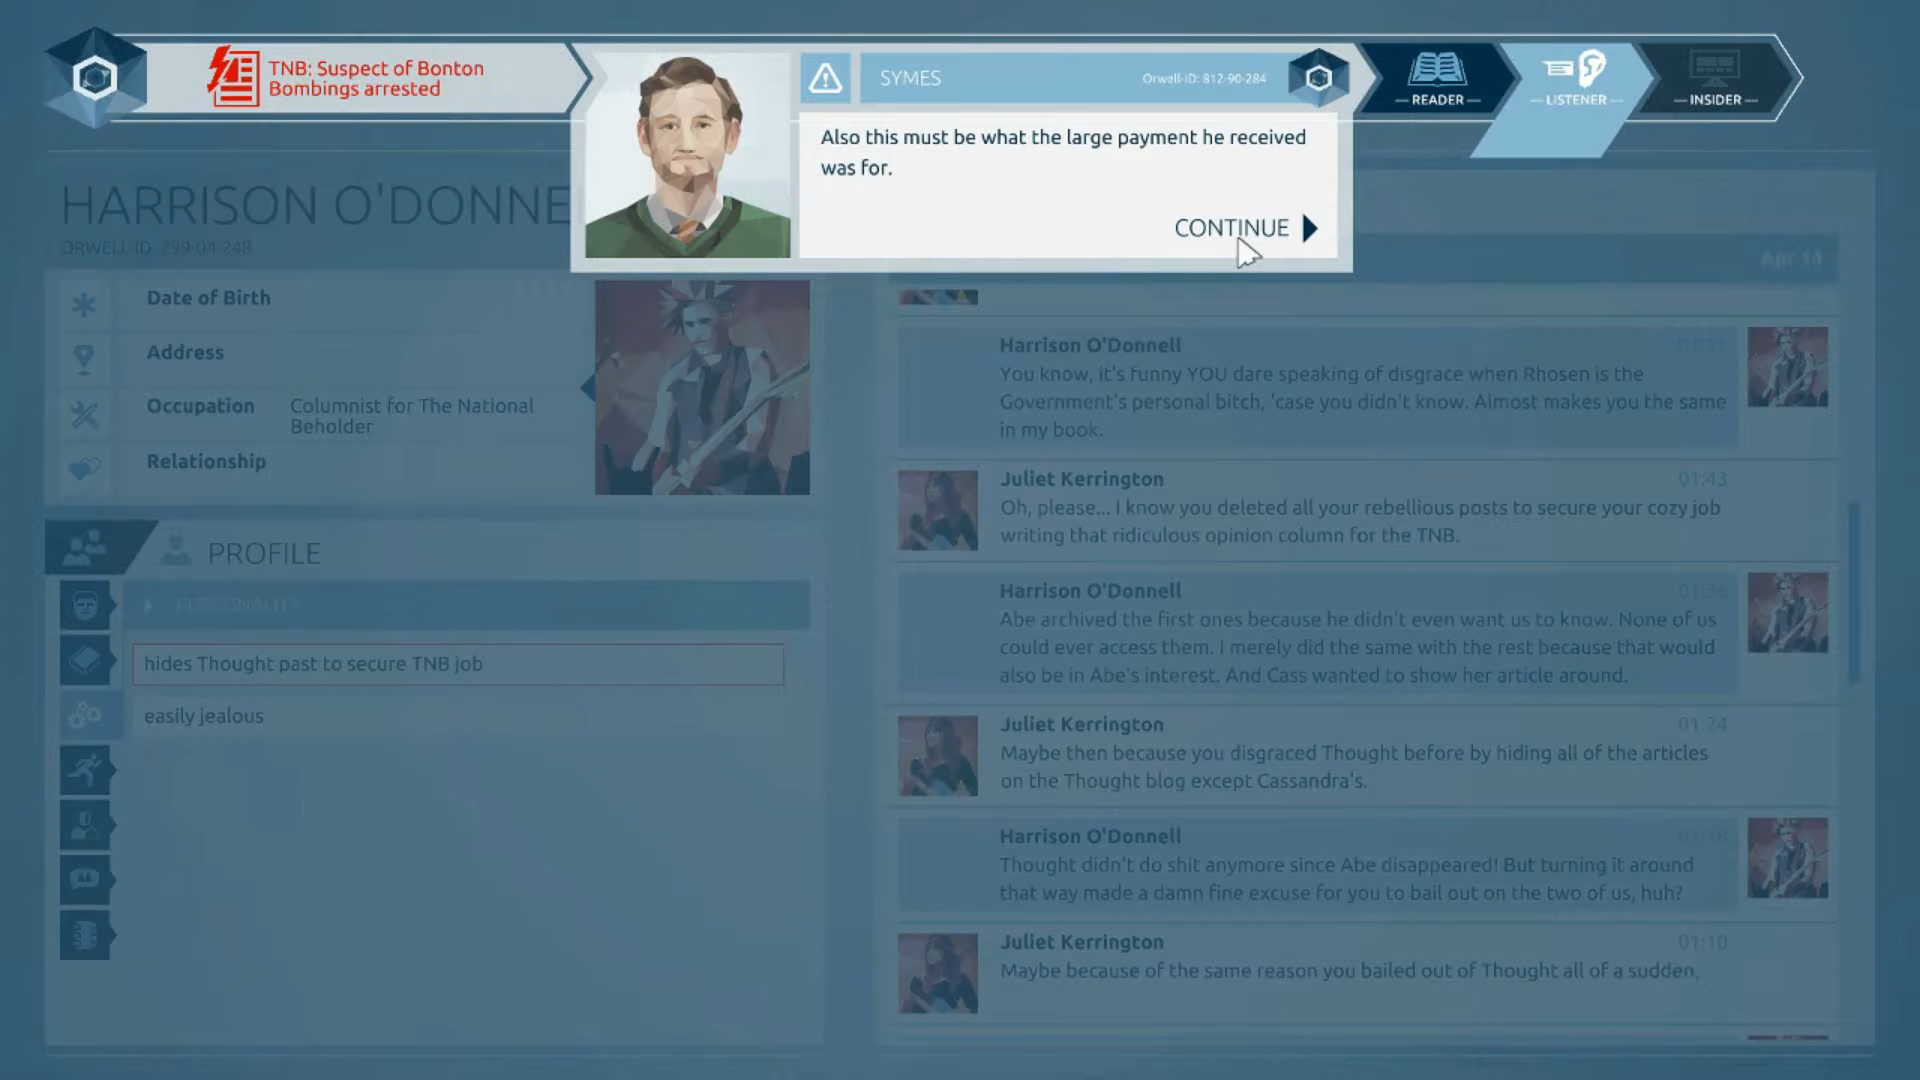 TNB: Suspect of Bonton
Bombings arrested
SYMES
Orwell-ID: 812-90-284
Also this must be what the large payment he received
was for.
CONTINUE
READER
LISTENER
INSIDER
HARRISON O'DONNE
ORWELL-ID: 299-04-248
Date of Birth
Address
Occupation
Columnist for The National
Beholder
Relationship
PROFILE
PERSONALITY
hides Thought past to secure TNB job
easily jealous
Apr 14
Harrison O'Donnell
You know, it's funny YOU dare speaking of disgrace when Rhosen is the
Government's personal bitch, 'case you didn't know. Almost makes you the same
in my book.
Juliet Kerrington
01:43
Oh, please... I know you deleted all your rebellious posts to secure your cozy job
writing that ridiculous opinion column for the TNB.
Harrison O'Donnell
Abe archived the first ones because he didn't even want us to know. None of us
could ever access them. I merely did the same with the rest because that would
also be in Abe's interest. And Cass wanted to show her article around.
Juliet Kerrington
01:24
Maybe then because you disgraced Thought before by hiding all of the articles
on the Thought blog except Cassandra's.
Harrison O'Donnell
Thought didn't do shit anymore since Abe disappeared! But turning it around
that way made a damn fine excuse for you to bail out on the two of us, huh?
Juliet Kerrington
01:10
Maybe because of the same reason you bailed out of Thought all of a sudden.